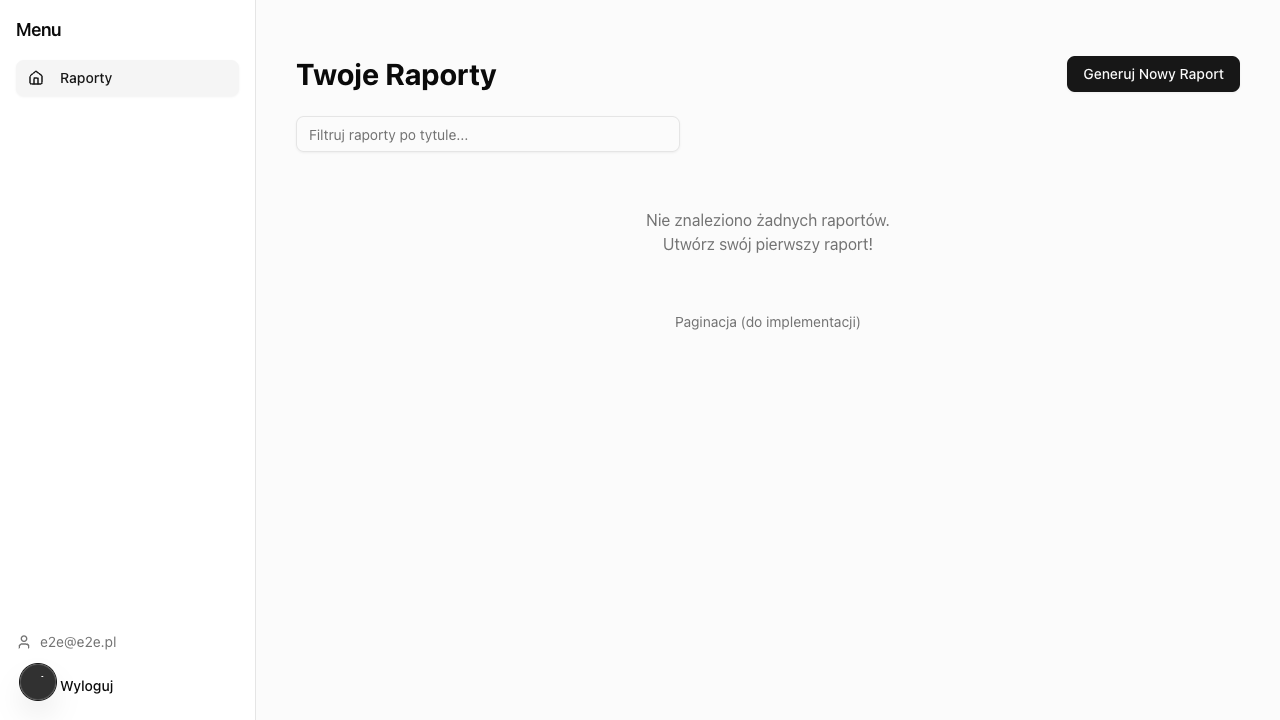 Menu
Raporty
Twoje Raporty
Generuj Nowy Raport
Filtruj raporty po tytule...
Nie znaleziono żadnych raportów.
Utwórz swój pierwszy raport!
Paginacja (do implementacji)
e2e@e2e.pl
Wyloguj